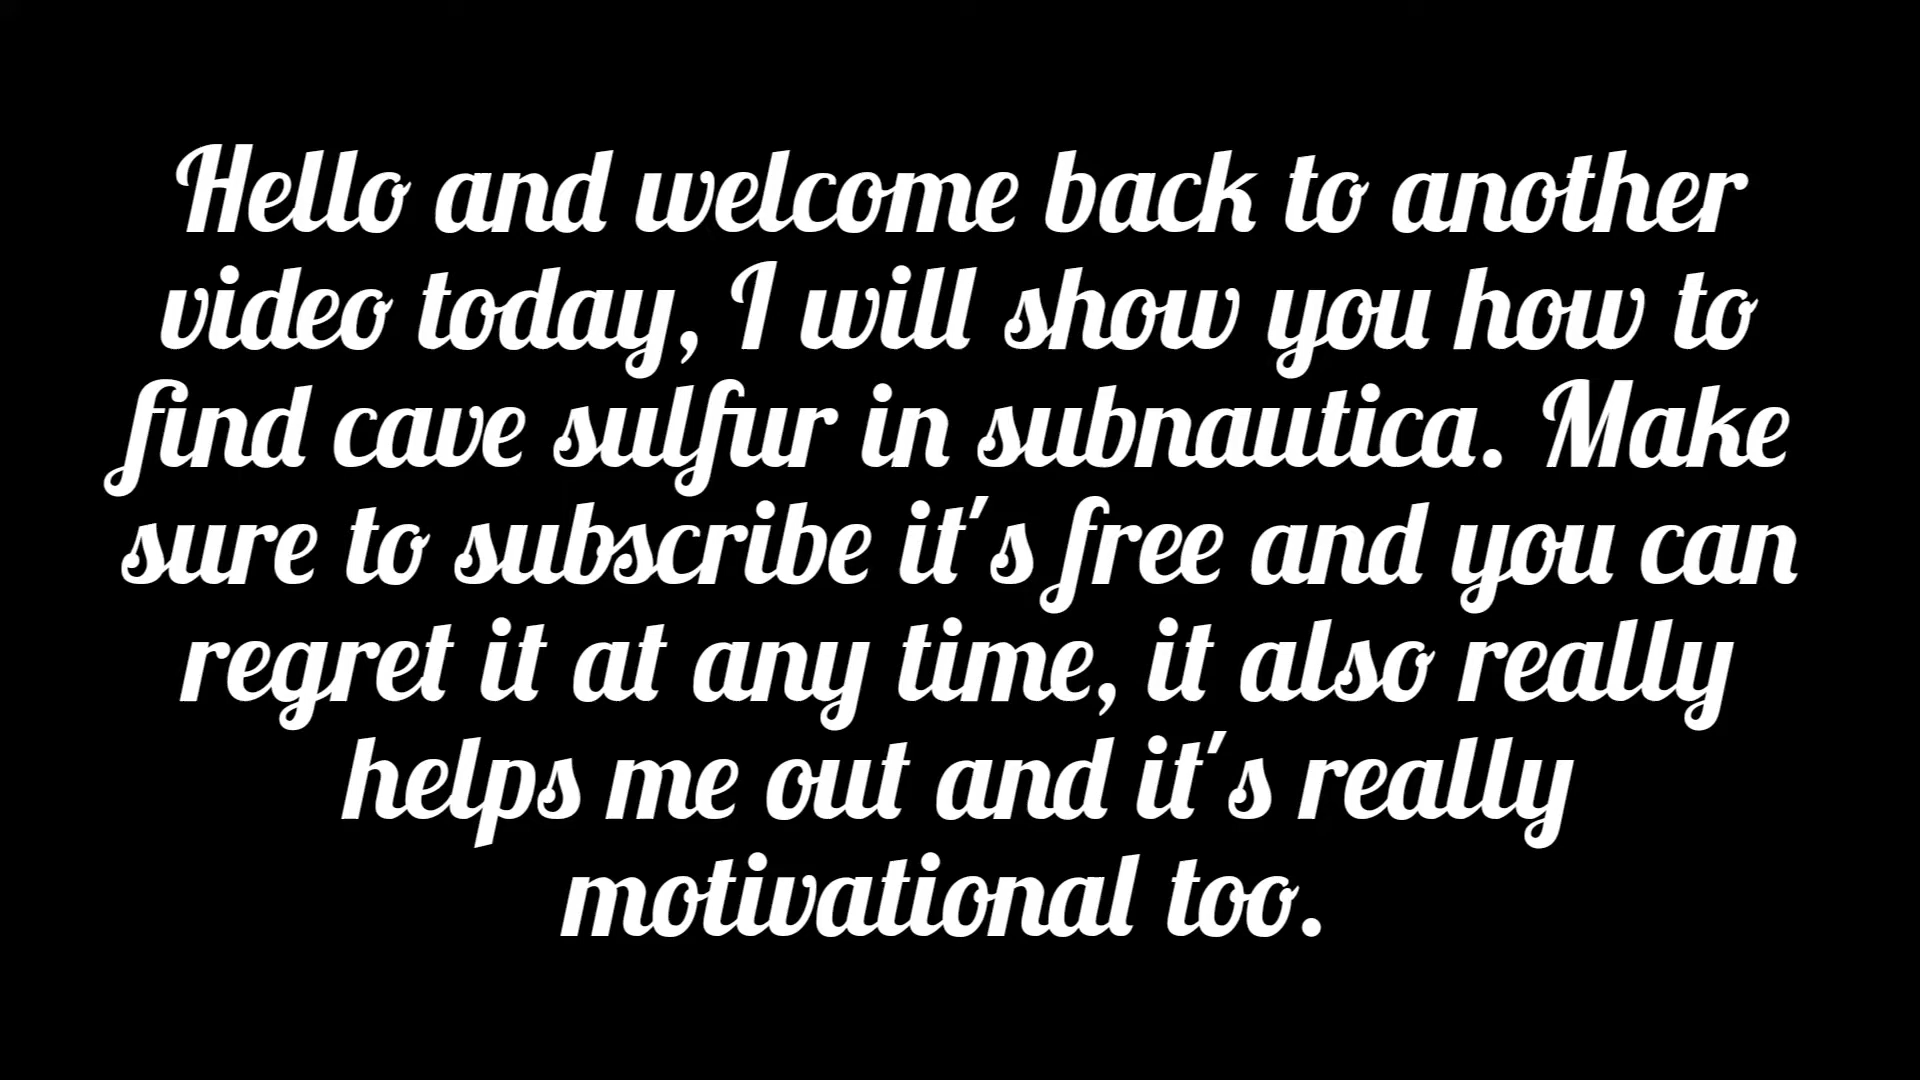 Hello and welcome back to another
video today, I will show you how to
find cave sulfur in subnautica. Make
sure to subscribe it's free and you can
regret it at any time, it also really
helps me out and it's really
motivational too.